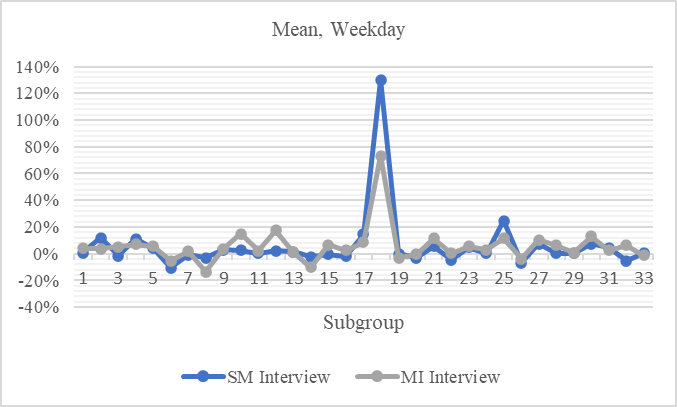 Mean, Weekday
140%
120%
100%
80%
60%
40%
20%
0%
-20%
-40%
1 3 5 7 9 11 13 15 17 19 21 23 25 27 29 31 33
Subgroup
SM Interview MI Interview